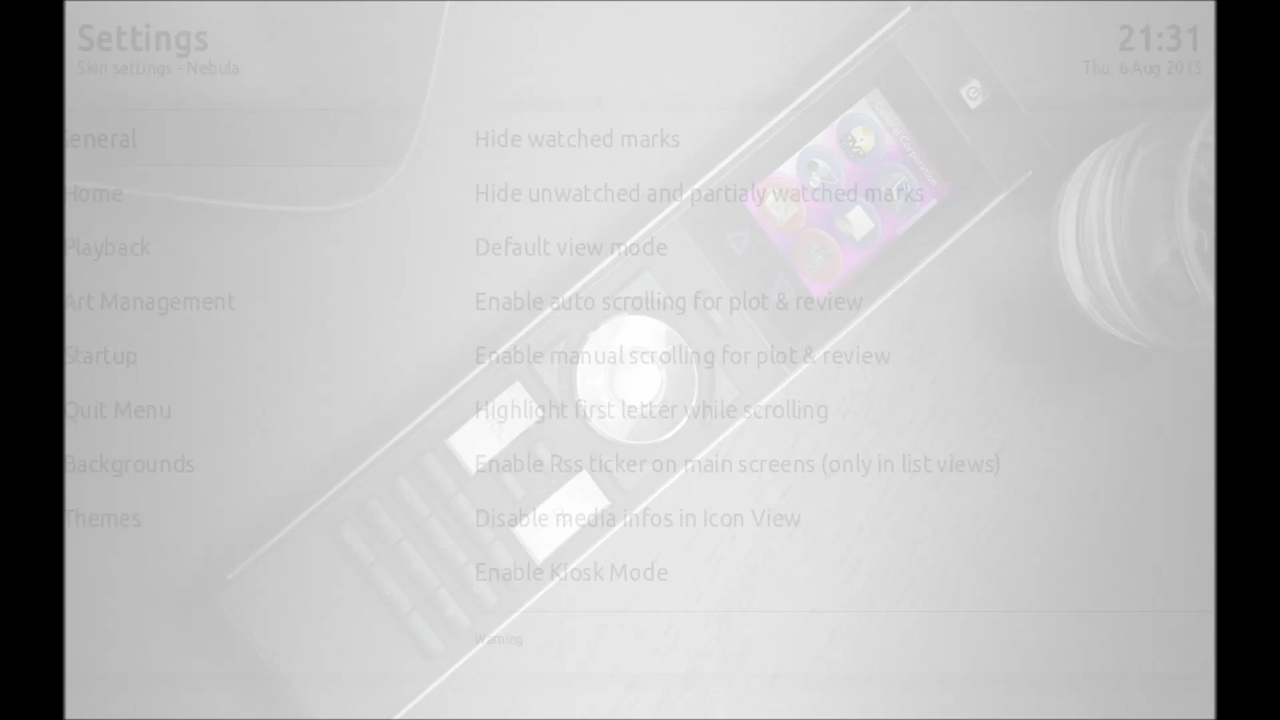 Settings
21:31
Skin settings - Nebula
Thu, 6 Aug 2015
eneral
Home
Playback
Art Management
Startup
Quit Menu
Backgrounds
Themes
Hide watched marks
Hide unwatched and partialy watched marks
Default view mode
Enable auto scrolling for plot & review
Enable manual scrolling for plot & review
Highlight first letter while scrolling
Enable Rss ticker on main screens (only in list views)
Disable media infos in Icon View
Enable Kiosk Mode
Warning